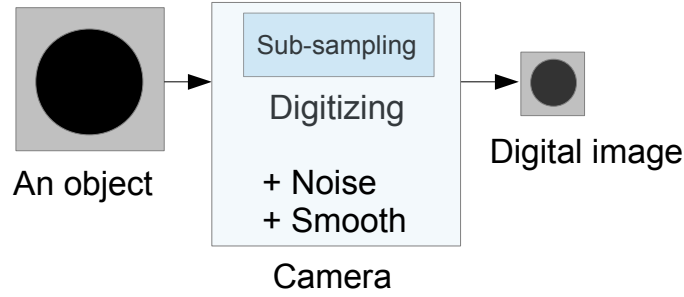 Sub-sampling
Digitizing
An object
+ Noise
+ Smooth
Digital image
Camera